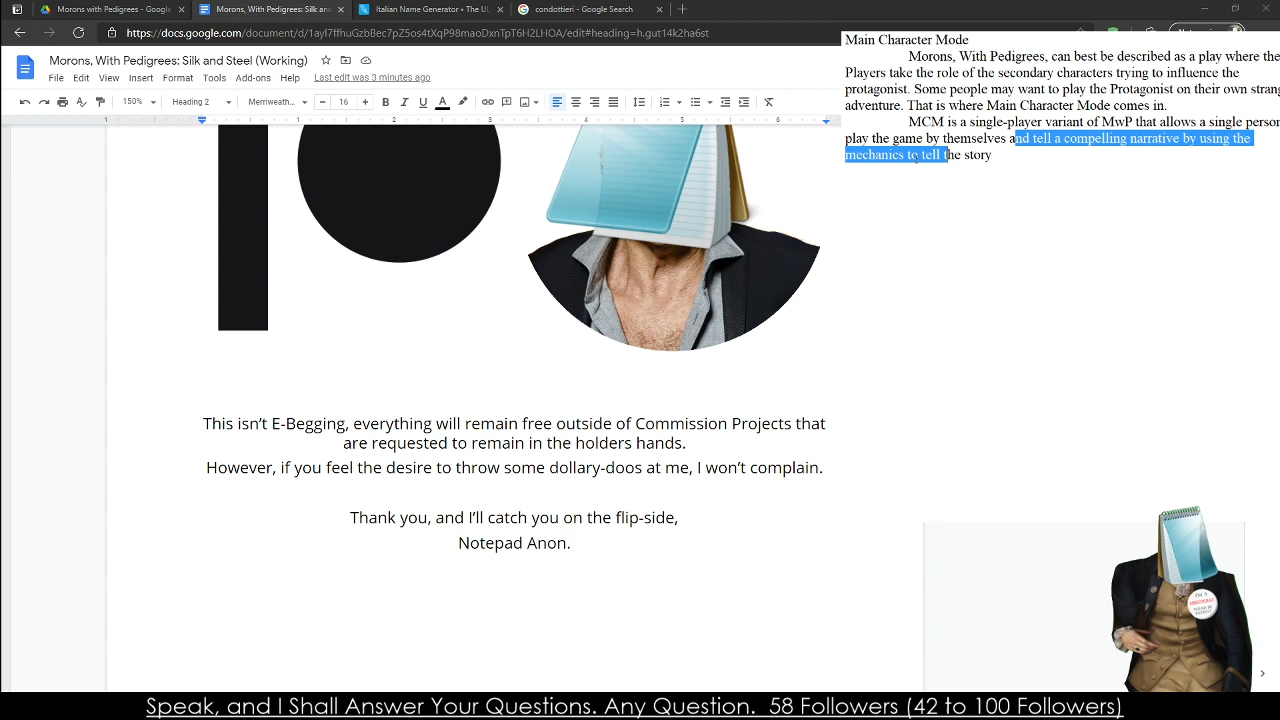 Morons with Pedigrees - Google
Morons, With Pedigrees: Silk and
Italian Name Generator • The Ul
condottieri - Google Search
https://docs.google.com/document/d/1ayl7ffhuGzbBec7pZ5os4tXqP98maoDxnTpT6H2LHOA/edit#heading=h.gut14k2ha6st
Morons, With Pedigrees: Silk and Steel (Working)
File Edit View Insert Format Tools Add-ons Help Last edit was 3 minutes ago
150% Heading 2 Merriweath... 16
1 1 2 3 4 5 6
Main Character Mode
Morons, With Pedigrees, can best be described as a play where the
Players take the role of the secondary characters trying to influence the
protagonist. Some people may want to play the Protagonist on their own strang
adventure. That is where Main Character Mode comes in.
MCM is a single-player variant of MwP that allows a single person
play the game by themselves and tell a compelling narrative by using the
mechanics to tell the story
This isn’t E-Begging, everything will remain free outside of Commission Projects that
are requested to remain in the holders hands.
However, if you feel the desire to throw some dollary-doos at me, I won’t complain.
Thank you, and I’ll catch you on the flip-side,
Notepad Anon.
I'M A
Speak, and I Shall Answer Your Questions. Any Question. 58 Followers (42 to 100 Followers)